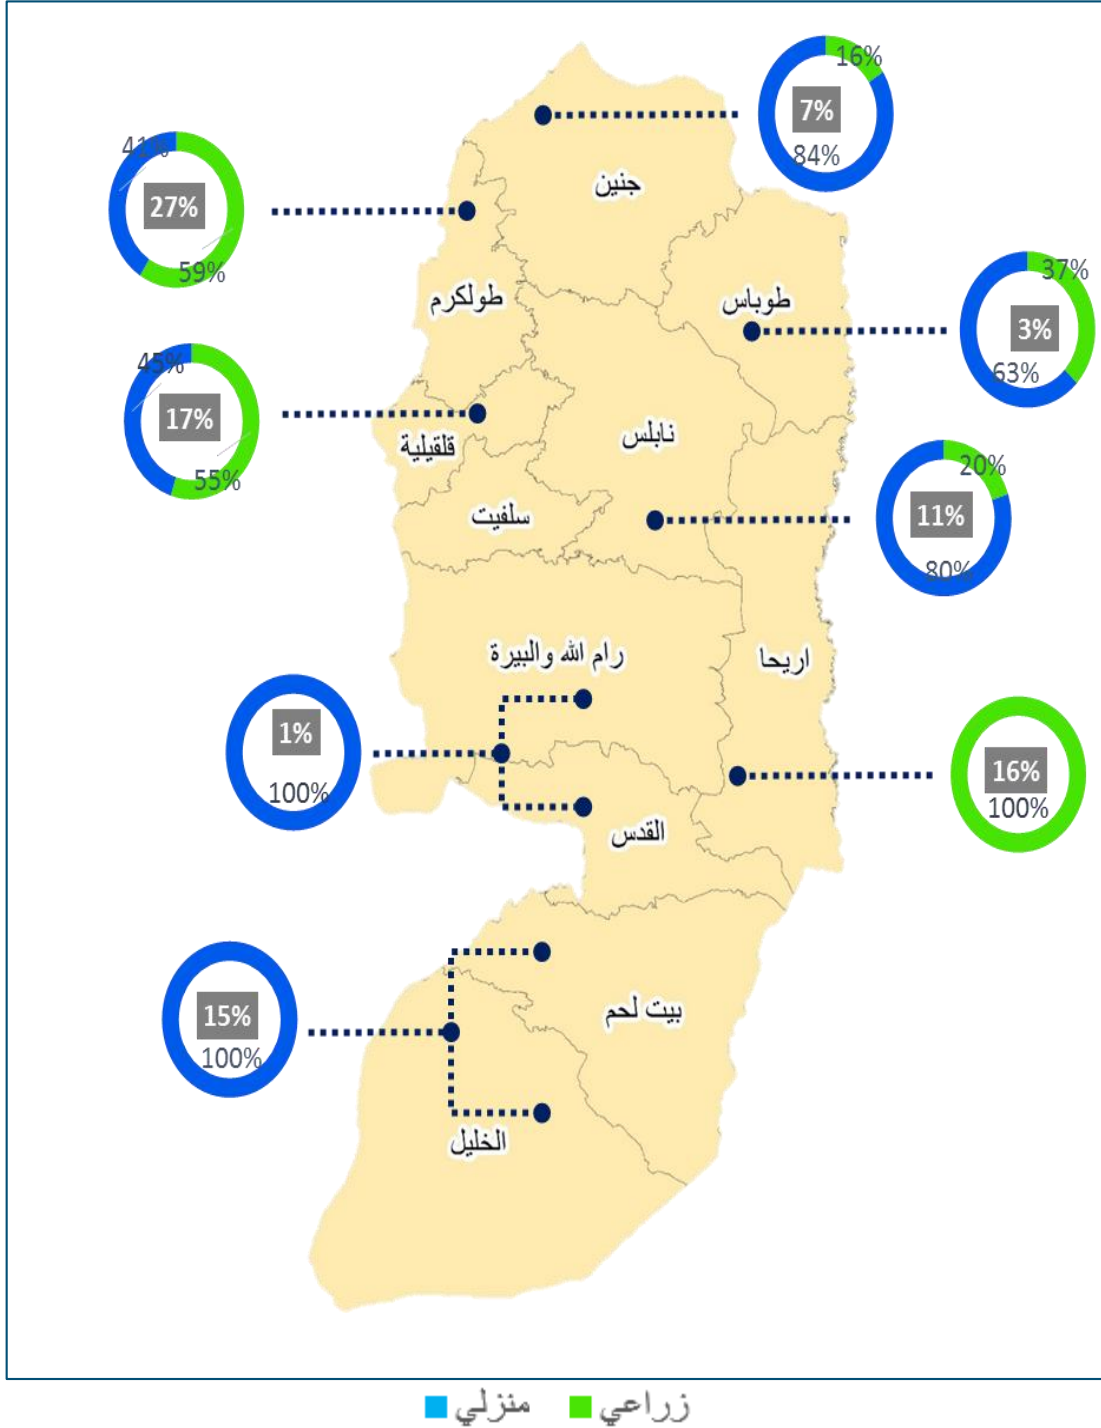 16%
7%
84%
41%
27%
59%
جنين
37%
3%
63%
طوباس
طولكرم
45%
17%
55%
نابلس
قلقيلية
20%
11%
80%
سلفيت
رام الله والبيرة
اريحا
1%
100%
16%
100%
القدس
15%
100%
بيت لحم
الخليل
زراعي
منزلي